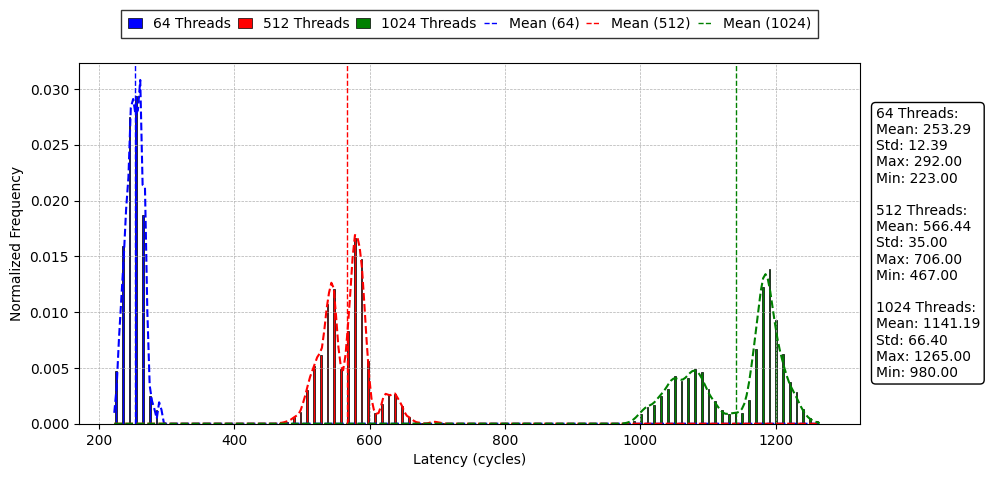 64 Threads 512 Threads 1024 Threads Mean (64) Mean (512) Mean (1024)
0.030
0.025
0.020
0.015
0.010
0.005
0.000
Normalized Frequency
200 400 600 800 1000 1200
Latency (cycles)
64 Threads:
Mean: 253.29
Std: 12.39
Max: 292.00
Min: 223.00
512 Threads:
Mean: 566.44
Std: 35.00
Max: 706.00
Min: 467.00
1024 Threads:
Mean: 1141.19
Std: 66.40
Max: 1265.00
Min: 980.00